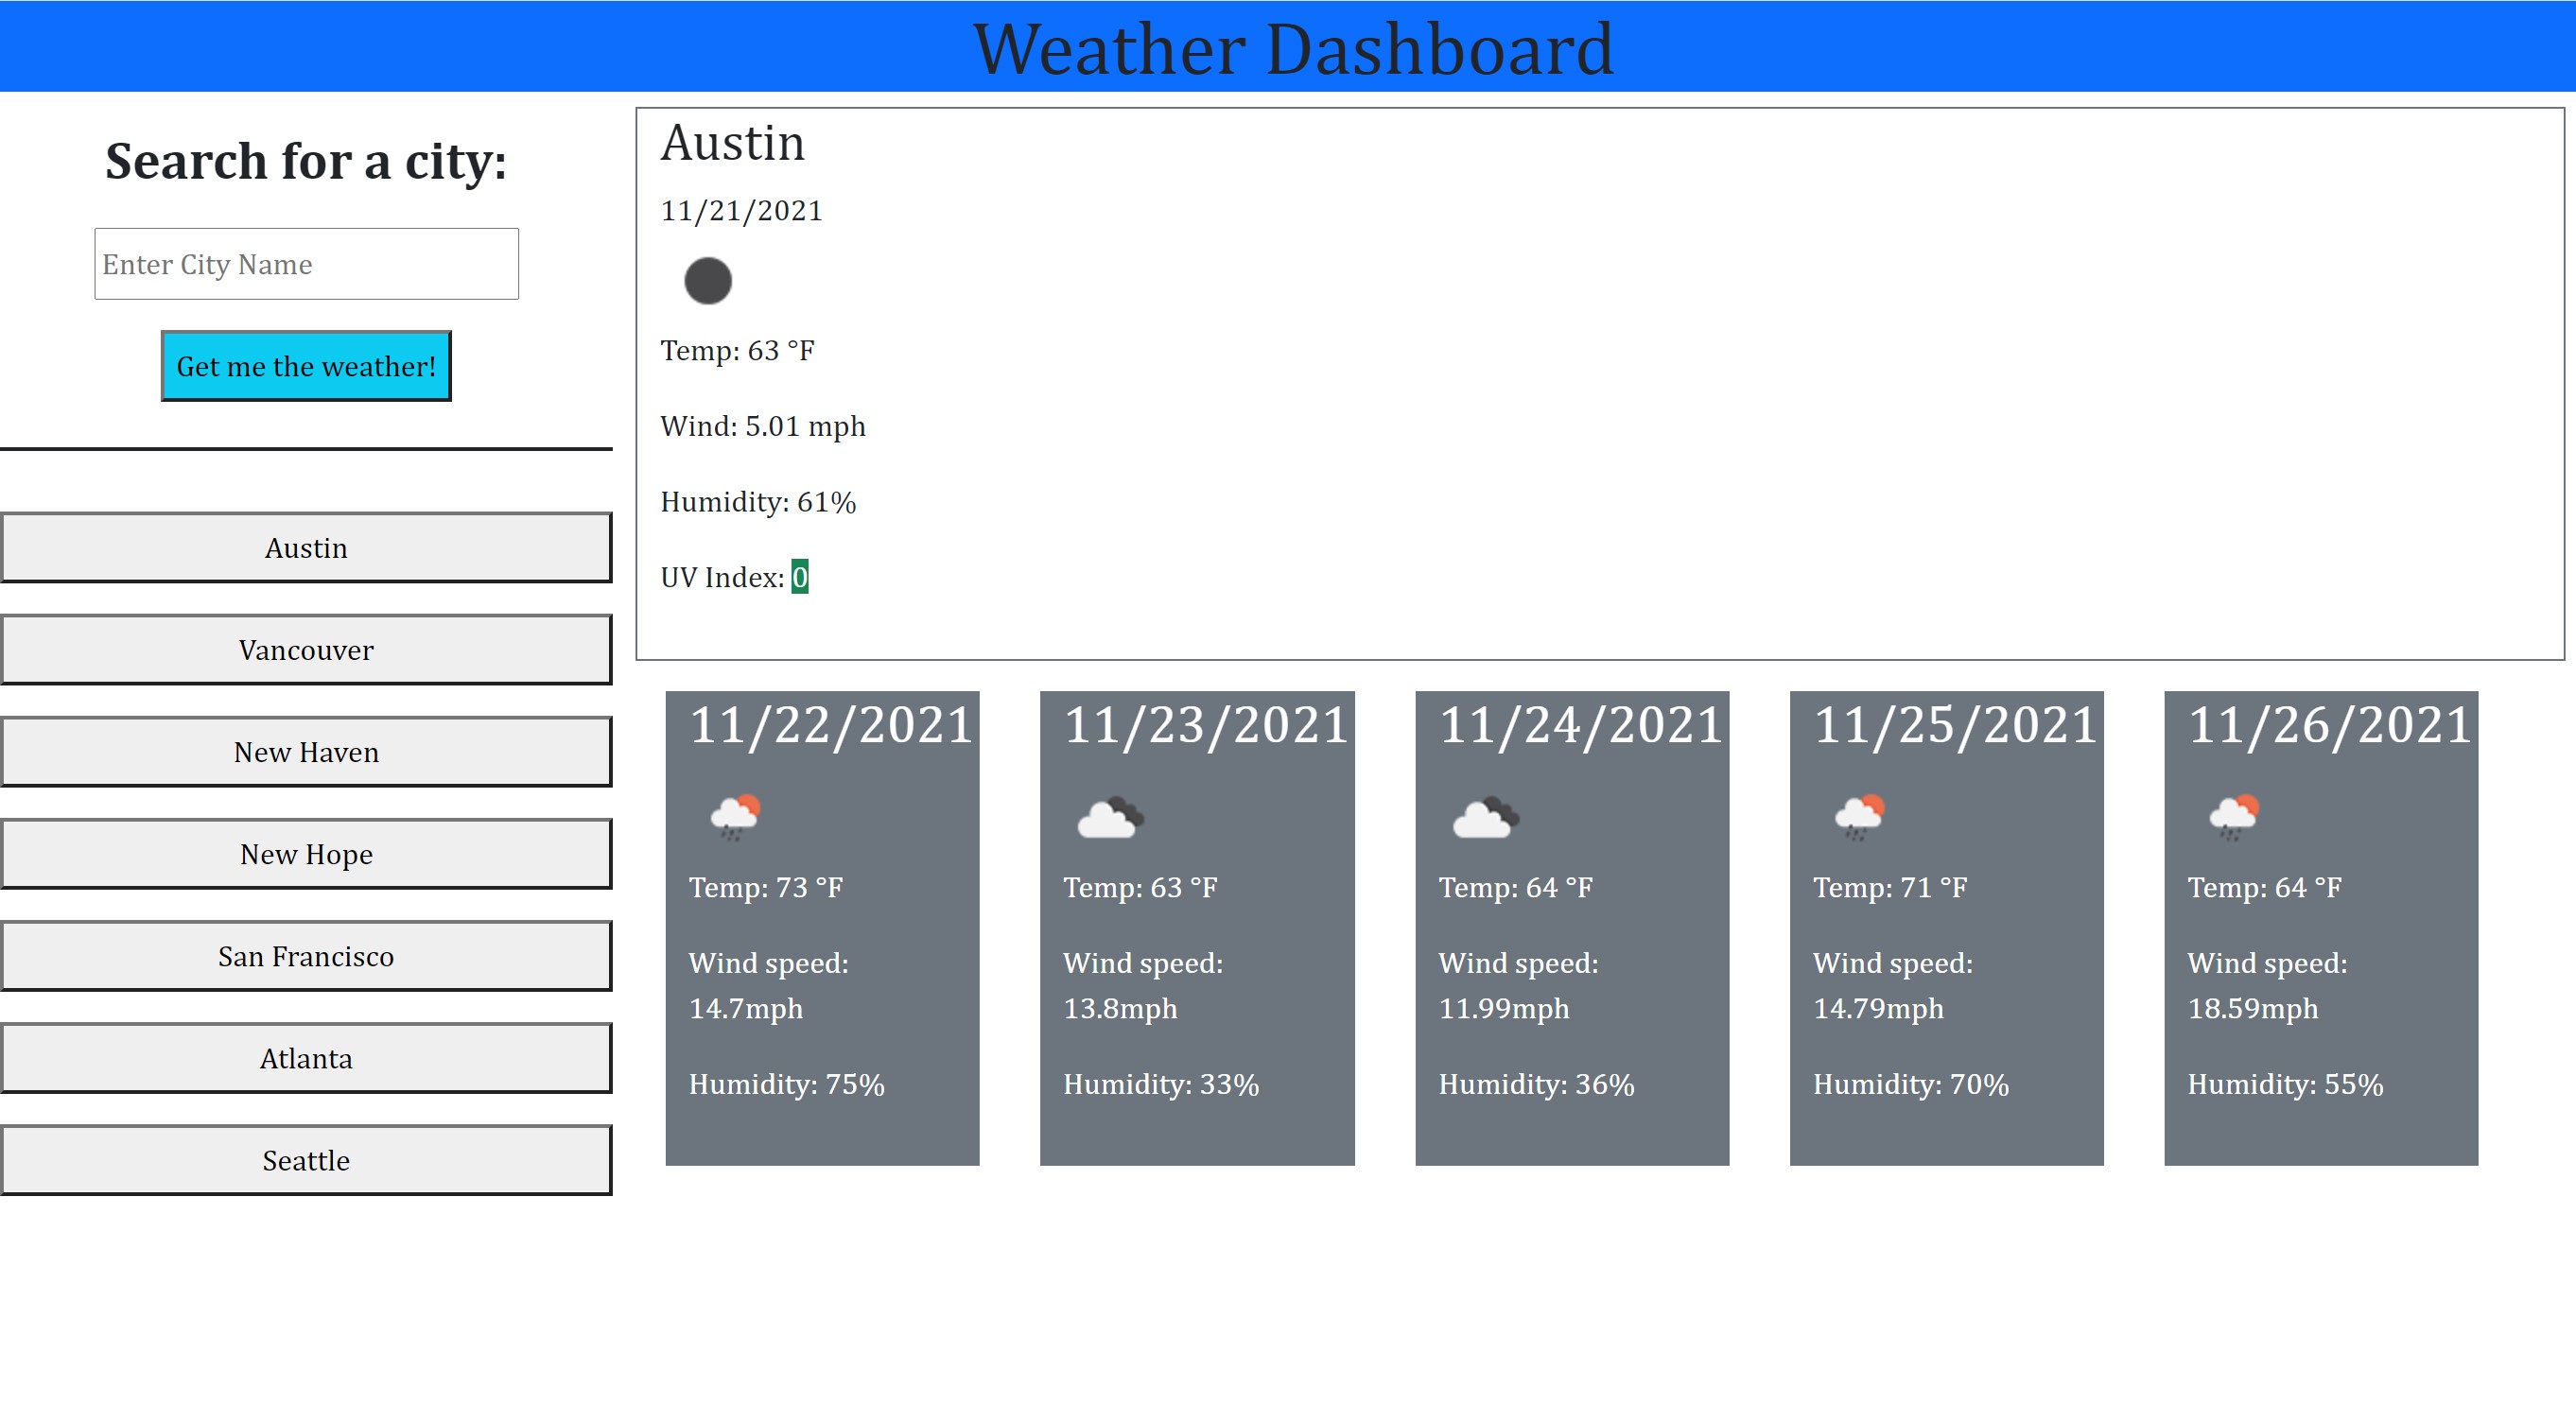 Weather Dashboard
Search for a city:
Enter City Name
Get me the weather!
Austin
Vancouver
New Haven
New Hope
San Francisco
Atlanta
Seattle
Austin
11/21/2021
Temp: 63 °F
Wind: 5.01 mph
Humidity: 61%
UV Index: 0
11/22/2021
Temp: 73 °F
Wind speed:
14.7mph
Humidity: 75%
11/23/2021
Temp: 63 °F
Wind speed:
13.8mph
Humidity: 33%
11/24/2021
Temp: 64 °F
Wind speed:
11.99mph
Humidity: 36%
11/25/2021
Temp: 71 °F
Wind speed:
14.79mph
Humidity: 70%
11/26/2021
Temp: 64 °F
Wind speed:
18.59mph
Humidity: 55%